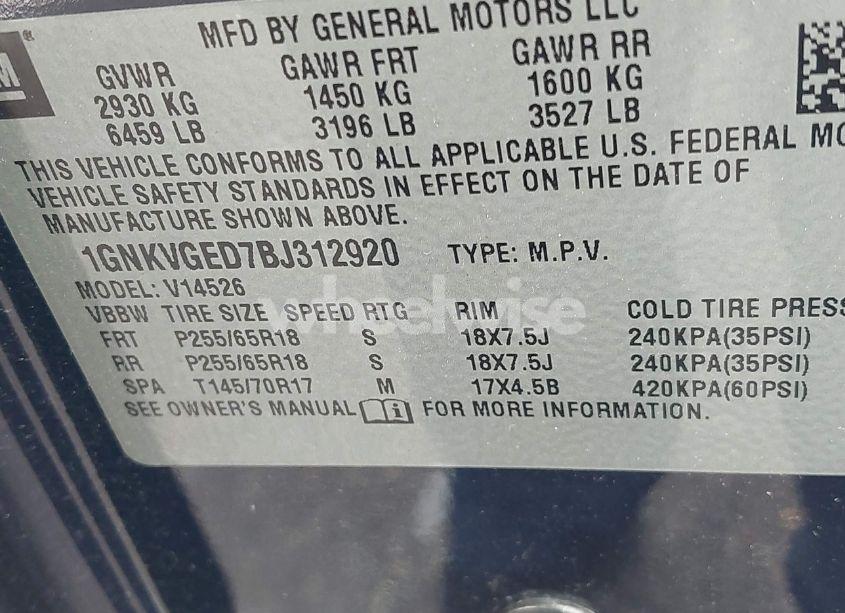 MFD BY GENERAL MOTORS LLC
GVWR GAWR FRT GAWR RR
2930 KG 1450 KG 1600 KG
6459 LB 3196 LB 3527 LB
THIS VEHICLE CONFORMS TO ALL APPLICABLE U.S. FEDERAL MO
VEHICLE SAFETY STANDARDS IN EFFECT ON THE DATE OF
MANUFACTURE SHOWN ABOVE.
1GNKVGED7BJ312920 TYPE: M.P.V.
MODEL: V14526
VBBW TIRE SIZE SPEED RTG RIM COLD TIRE PRESS
FRT P255/65R18 S 18X7.5J 240KPA(35PSI)
RR P255/65R18 S 18X7.5J 240KPA(35PSI)
SPA T145/70R17 M 17X4.5B 420KPA(60PSI)
SEE OWNER'S MANUAL i FOR MORE INFORMATION.